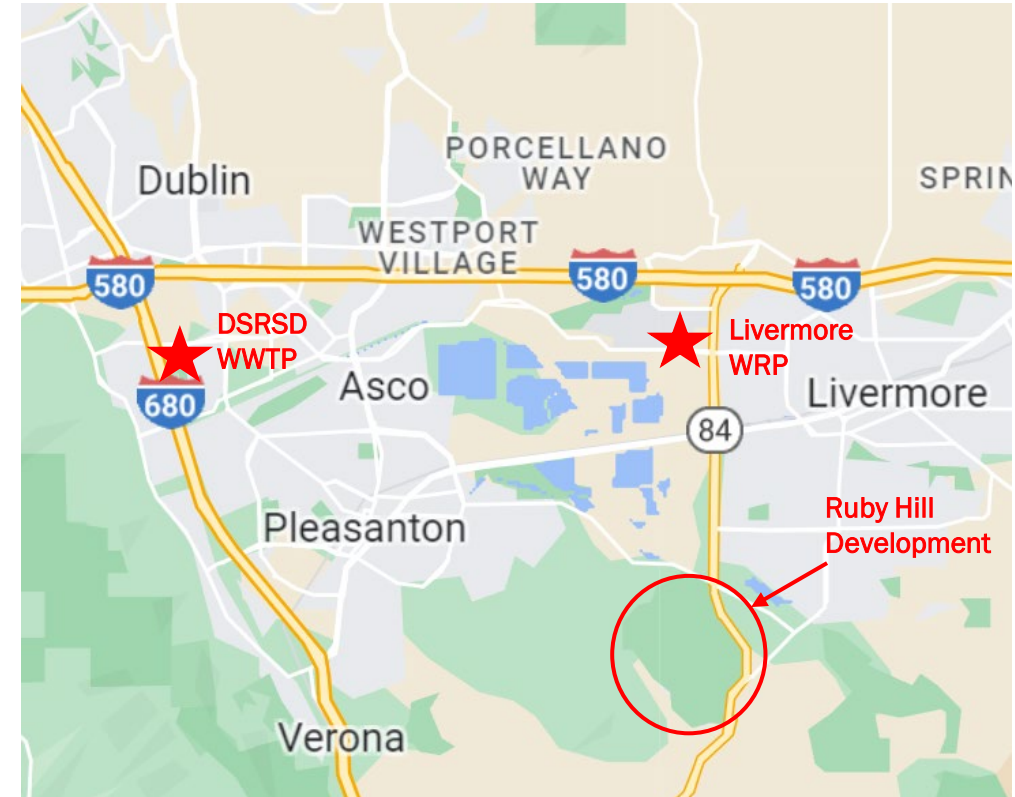 PORCELLANO
WAY
Dublin
SPRIN
WESTPORT
VILLAGE
580
580
580
DSRSD
WWTP
Livermore
WRP
Asco
680
Livermore
84
Ruby Hill
Development
Pleasanton
Verona